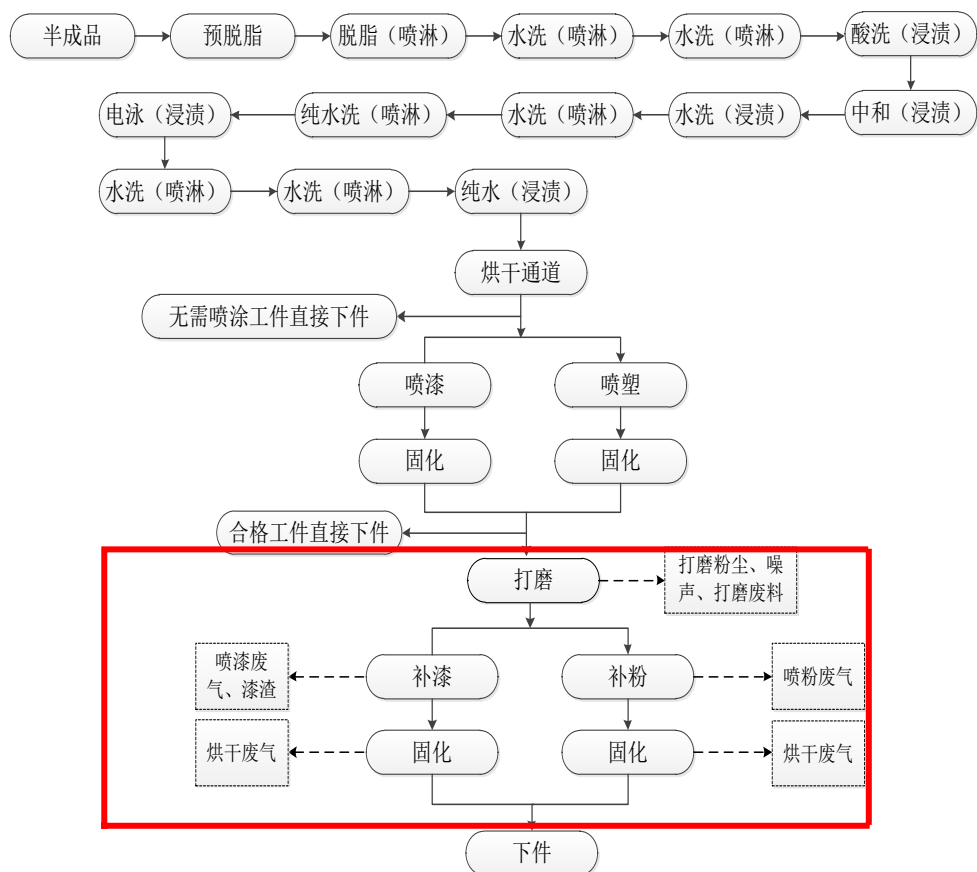 半成品
预脱脂
脱脂（喷淋）
水洗（喷淋）
水洗（喷淋）
酸洗（浸渍）
中和（浸渍）
水洗（浸渍）
水洗（喷淋）
纯水洗（喷淋）
电泳（浸渍）
水洗（喷淋）
水洗（喷淋）
纯水（浸渍）
烘干通道
无需喷涂工件直接下件
喷漆
喷塑
固化
固化
合格工件直接下件
打磨
打磨粉尘、噪
声、打磨废料
喷漆废
气、漆渣
补漆
补粉
喷粉废气
烘干废气
固化
固化
烘干废气
下件